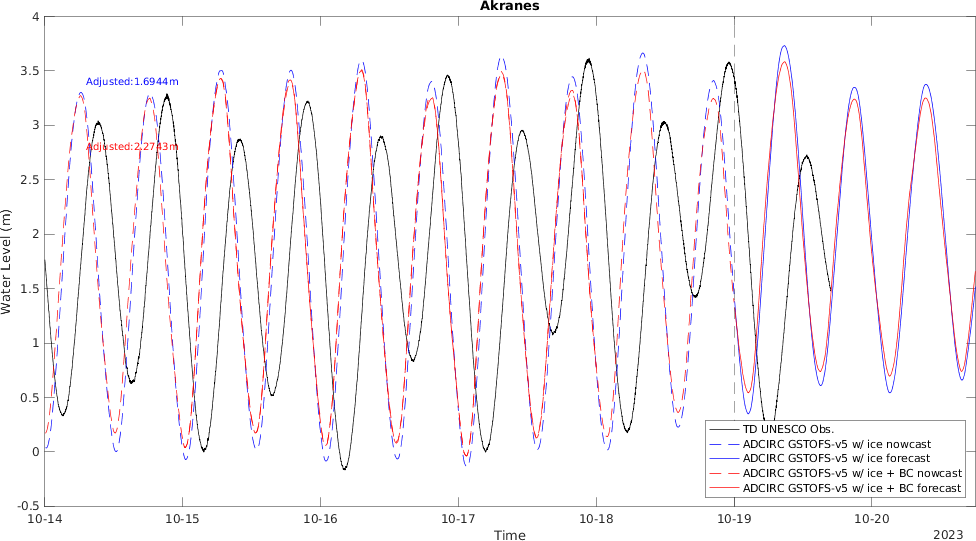 Akranes
4
3.5
3
2.5
2
1.5
1
0.5
0
-0.5
Water Level (m)
Adjusted:1.6944m
Adjusted:2.2743m
TD UNESCO Obs.
ADCIRC GSTOFS-v5 w/ ice nowcast
ADCIRC GSTOFS-v5 w/ ice forecast
ADCIRC GSTOFS-v5 w/ ice + BC nowcast
ADCIRC GSTOFS-v5 w/ ice + BC forecast
10-14 10-15 10-16 10-17 10-18 10-19 10-20
Time
2023